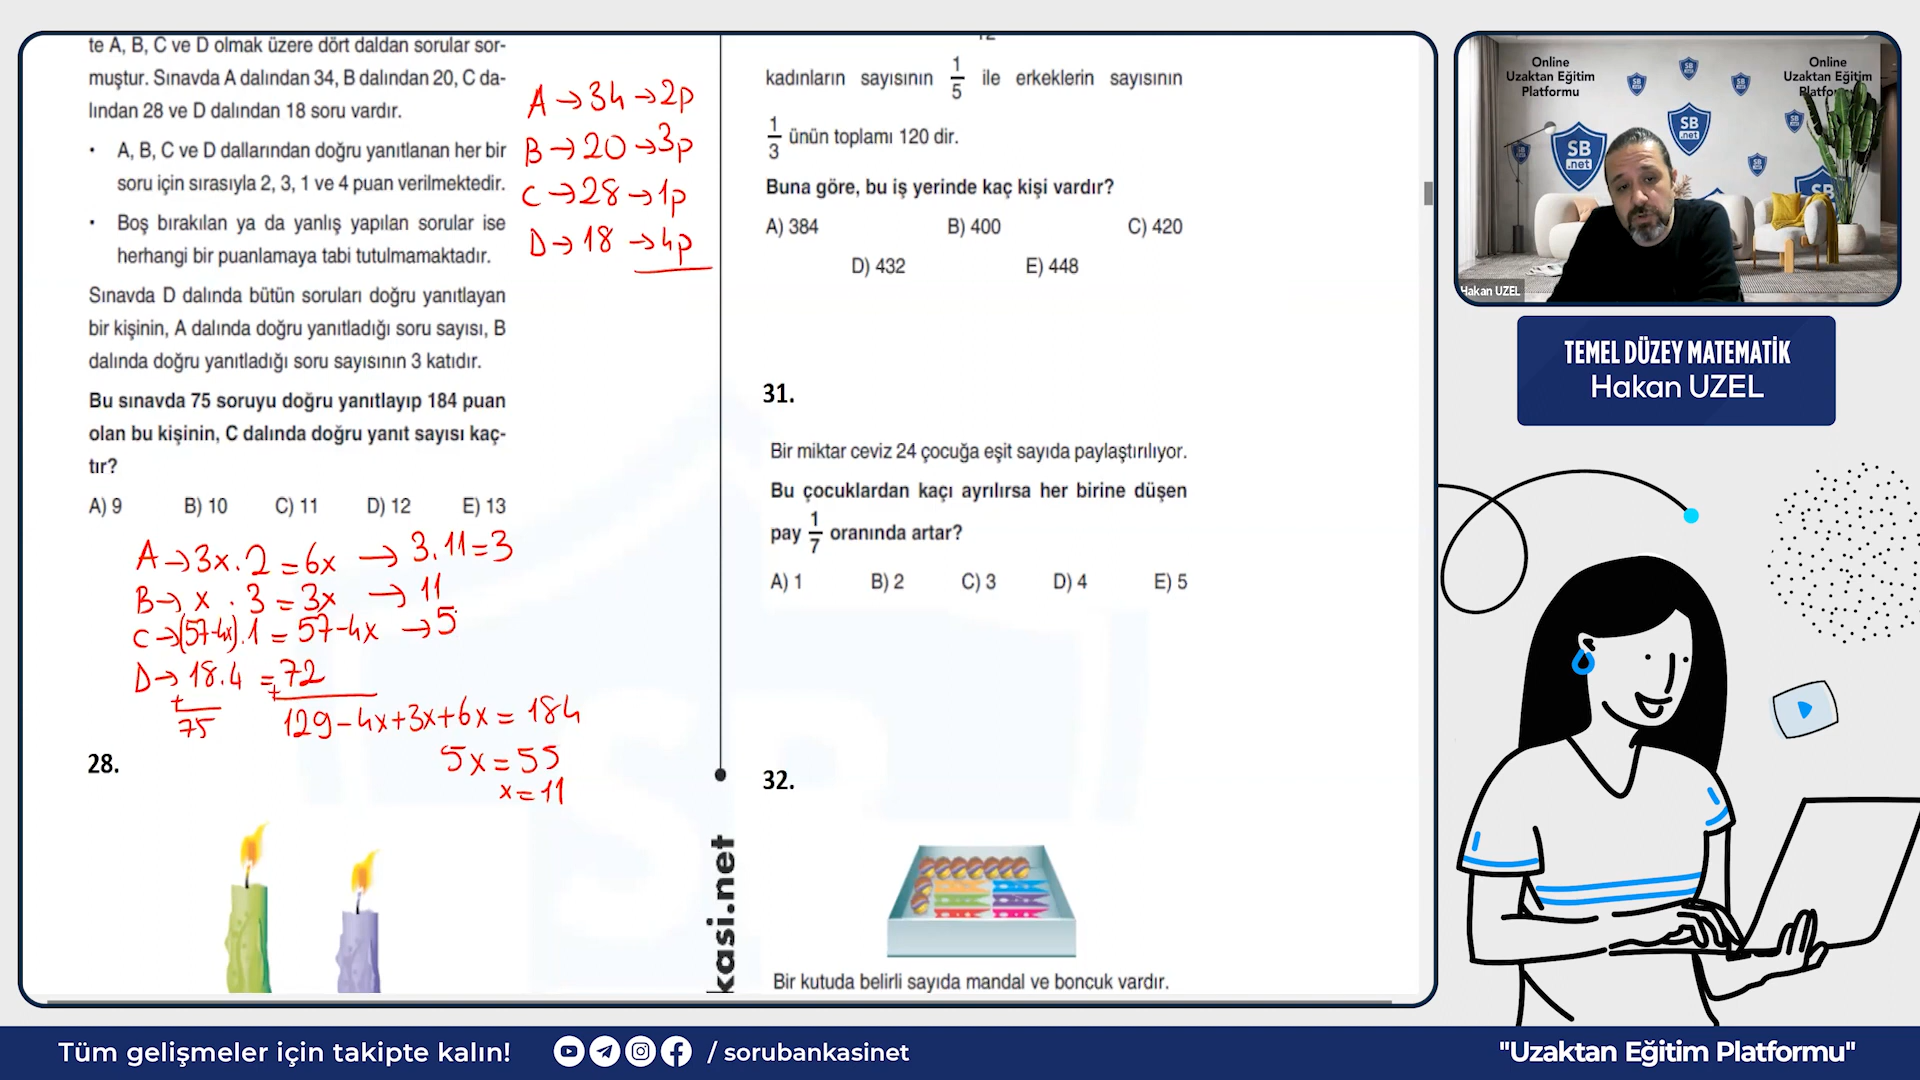 te A, B, C ve D olmak üzere dört daldan sorular sor-
muştur. Sınavda A dalından 34, B dalından 20, C da-
lından 28 ve D dalından 18 soru vardır.
• A, B, C ve D dallarından doğru yanıtlanan her bir
soru için sırasıyla 2, 3, 1 ve 4 puan verilmektedir.
• Boş bırakılan ya da yanlış yapılan sorular ise
herhangi bir puanlamaya tabi tutulmamaktadır.
Sınavda D dalında bütün soruları doğru yanıtlayan
bir kişinin, A dalında doğru yanıtladığı soru sayısı, B
dalında doğru yanıtladığı soru sayısının 3 katıdır.
Bu sınavda 75 soruyu doğru yanıtlayıp 184 puan
olan bu kişinin, C dalında doğru yanıt sayısı kaç-
tır?
A) 9 B) 10 C) 11 D) 12 E) 13
A → 34 → 2p
B → 20 → 3p
C → 28 → 1p
D → 18 → 4p
A → 3x . 2 = 6x → 3.11=3
B → x . 3 = 3x → 11
C → (57-4x).1 = 57-4x → 5
D → 18.4 = 72
+ +
75 129-4x+3x+6x = 184
5x = 55
x = 11
28.
kasi.net
12
kadınların sayısının 1/5 ile erkeklerin sayısının
1/3 ünün toplamı 120 dir.
Buna göre, bu iş yerinde kaç kişi vardır?
A) 384 B) 400 C) 420
D) 432 E) 448
31.
Bir miktar ceviz 24 çocuğa eşit sayıda paylaştırılıyor.
Bu çocuklardan kaçı ayrılırsa her birine düşen
pay 1/7 oranında artar?
A) 1 B) 2 C) 3 D) 4 E) 5
32.
Bir kutuda belirli sayıda mandal ve boncuk vardır.
Online
Uzaktan Eğitim
Platformu
Online
Uzaktan Eğitim
Platformu
SB
.net
SB
.net
SB
Hakan UZEL
TEMEL DÜZEY MATEMATİK
Hakan UZEL
Tüm gelişmeler için takipte kalın! / sorubankasinet
"Uzaktan Eğitim Platformu"